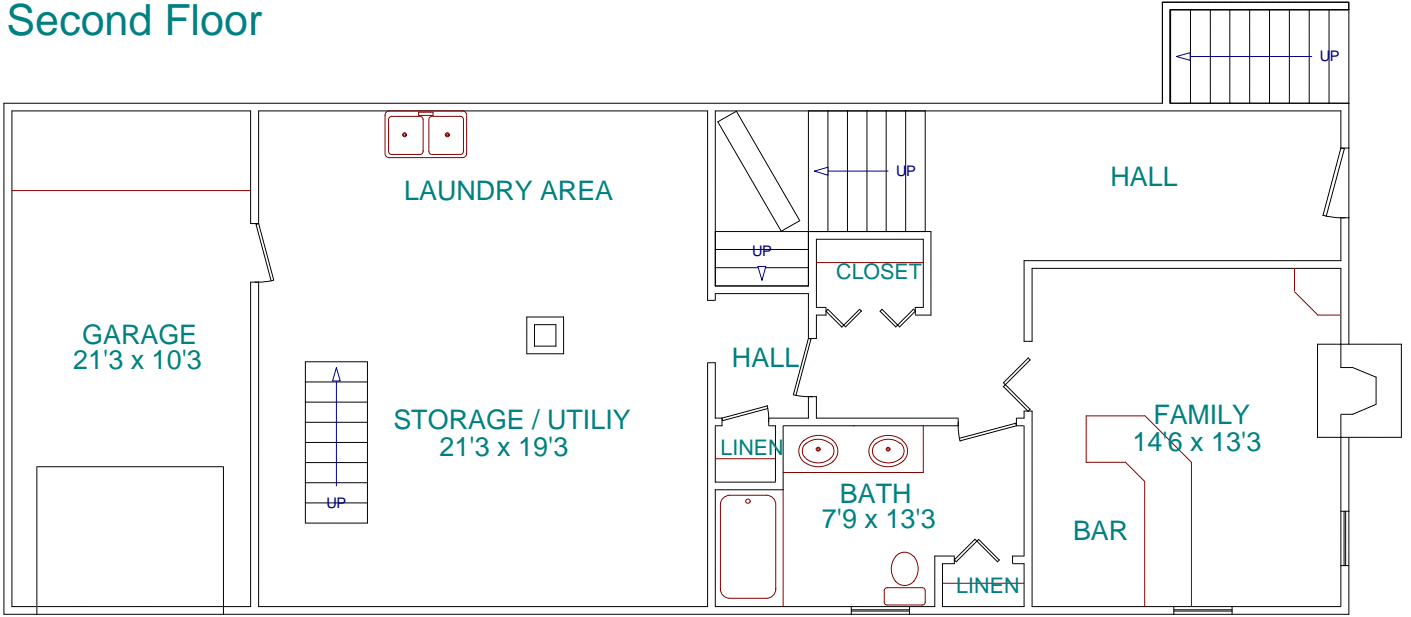 Second Floor
UP
UP
HALL
LAUNDRY AREA
UP
CLOSET
GARAGE
21'3 x 10'3
HALL
STORAGE / UTILIY
21'3 x 19'3
FAMILY
14'6 x 13'3
LINEN
BATH
7'9 x 13'3
UP
BAR
LINEN